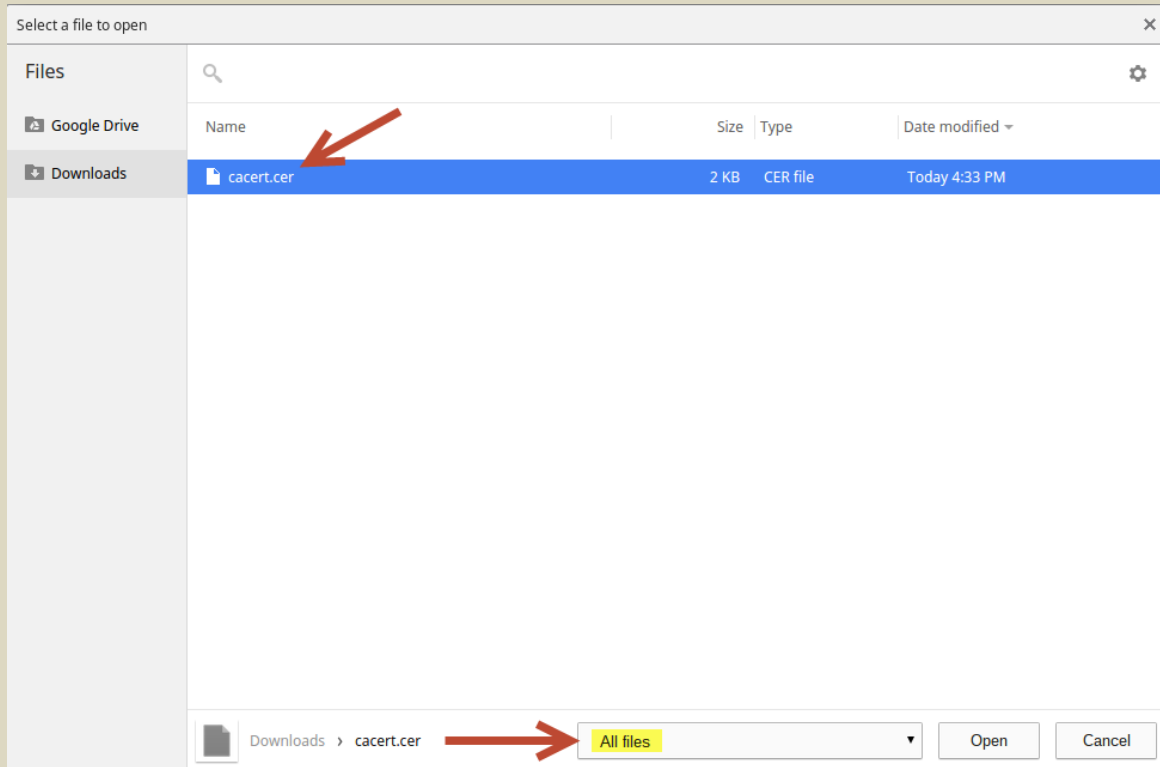 Select a file to open
Files
Google Drive
Downloads
Name Size Type Date modified
cacert.cer 2 KB CER file Today 4:33 PM
Downloads › cacert.cer All files Open Cancel